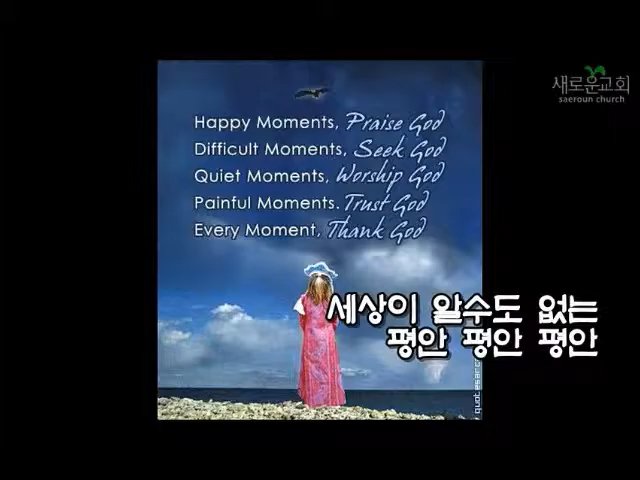 새로운교회
saeroun church
Happy Moments, Praise God
Difficult Moments, Seek God
Quiet Moments, Worship God
Painful Moments. Trust God
Every Moment, Thank God
세상이 알수도 없는
평안 평안 평안